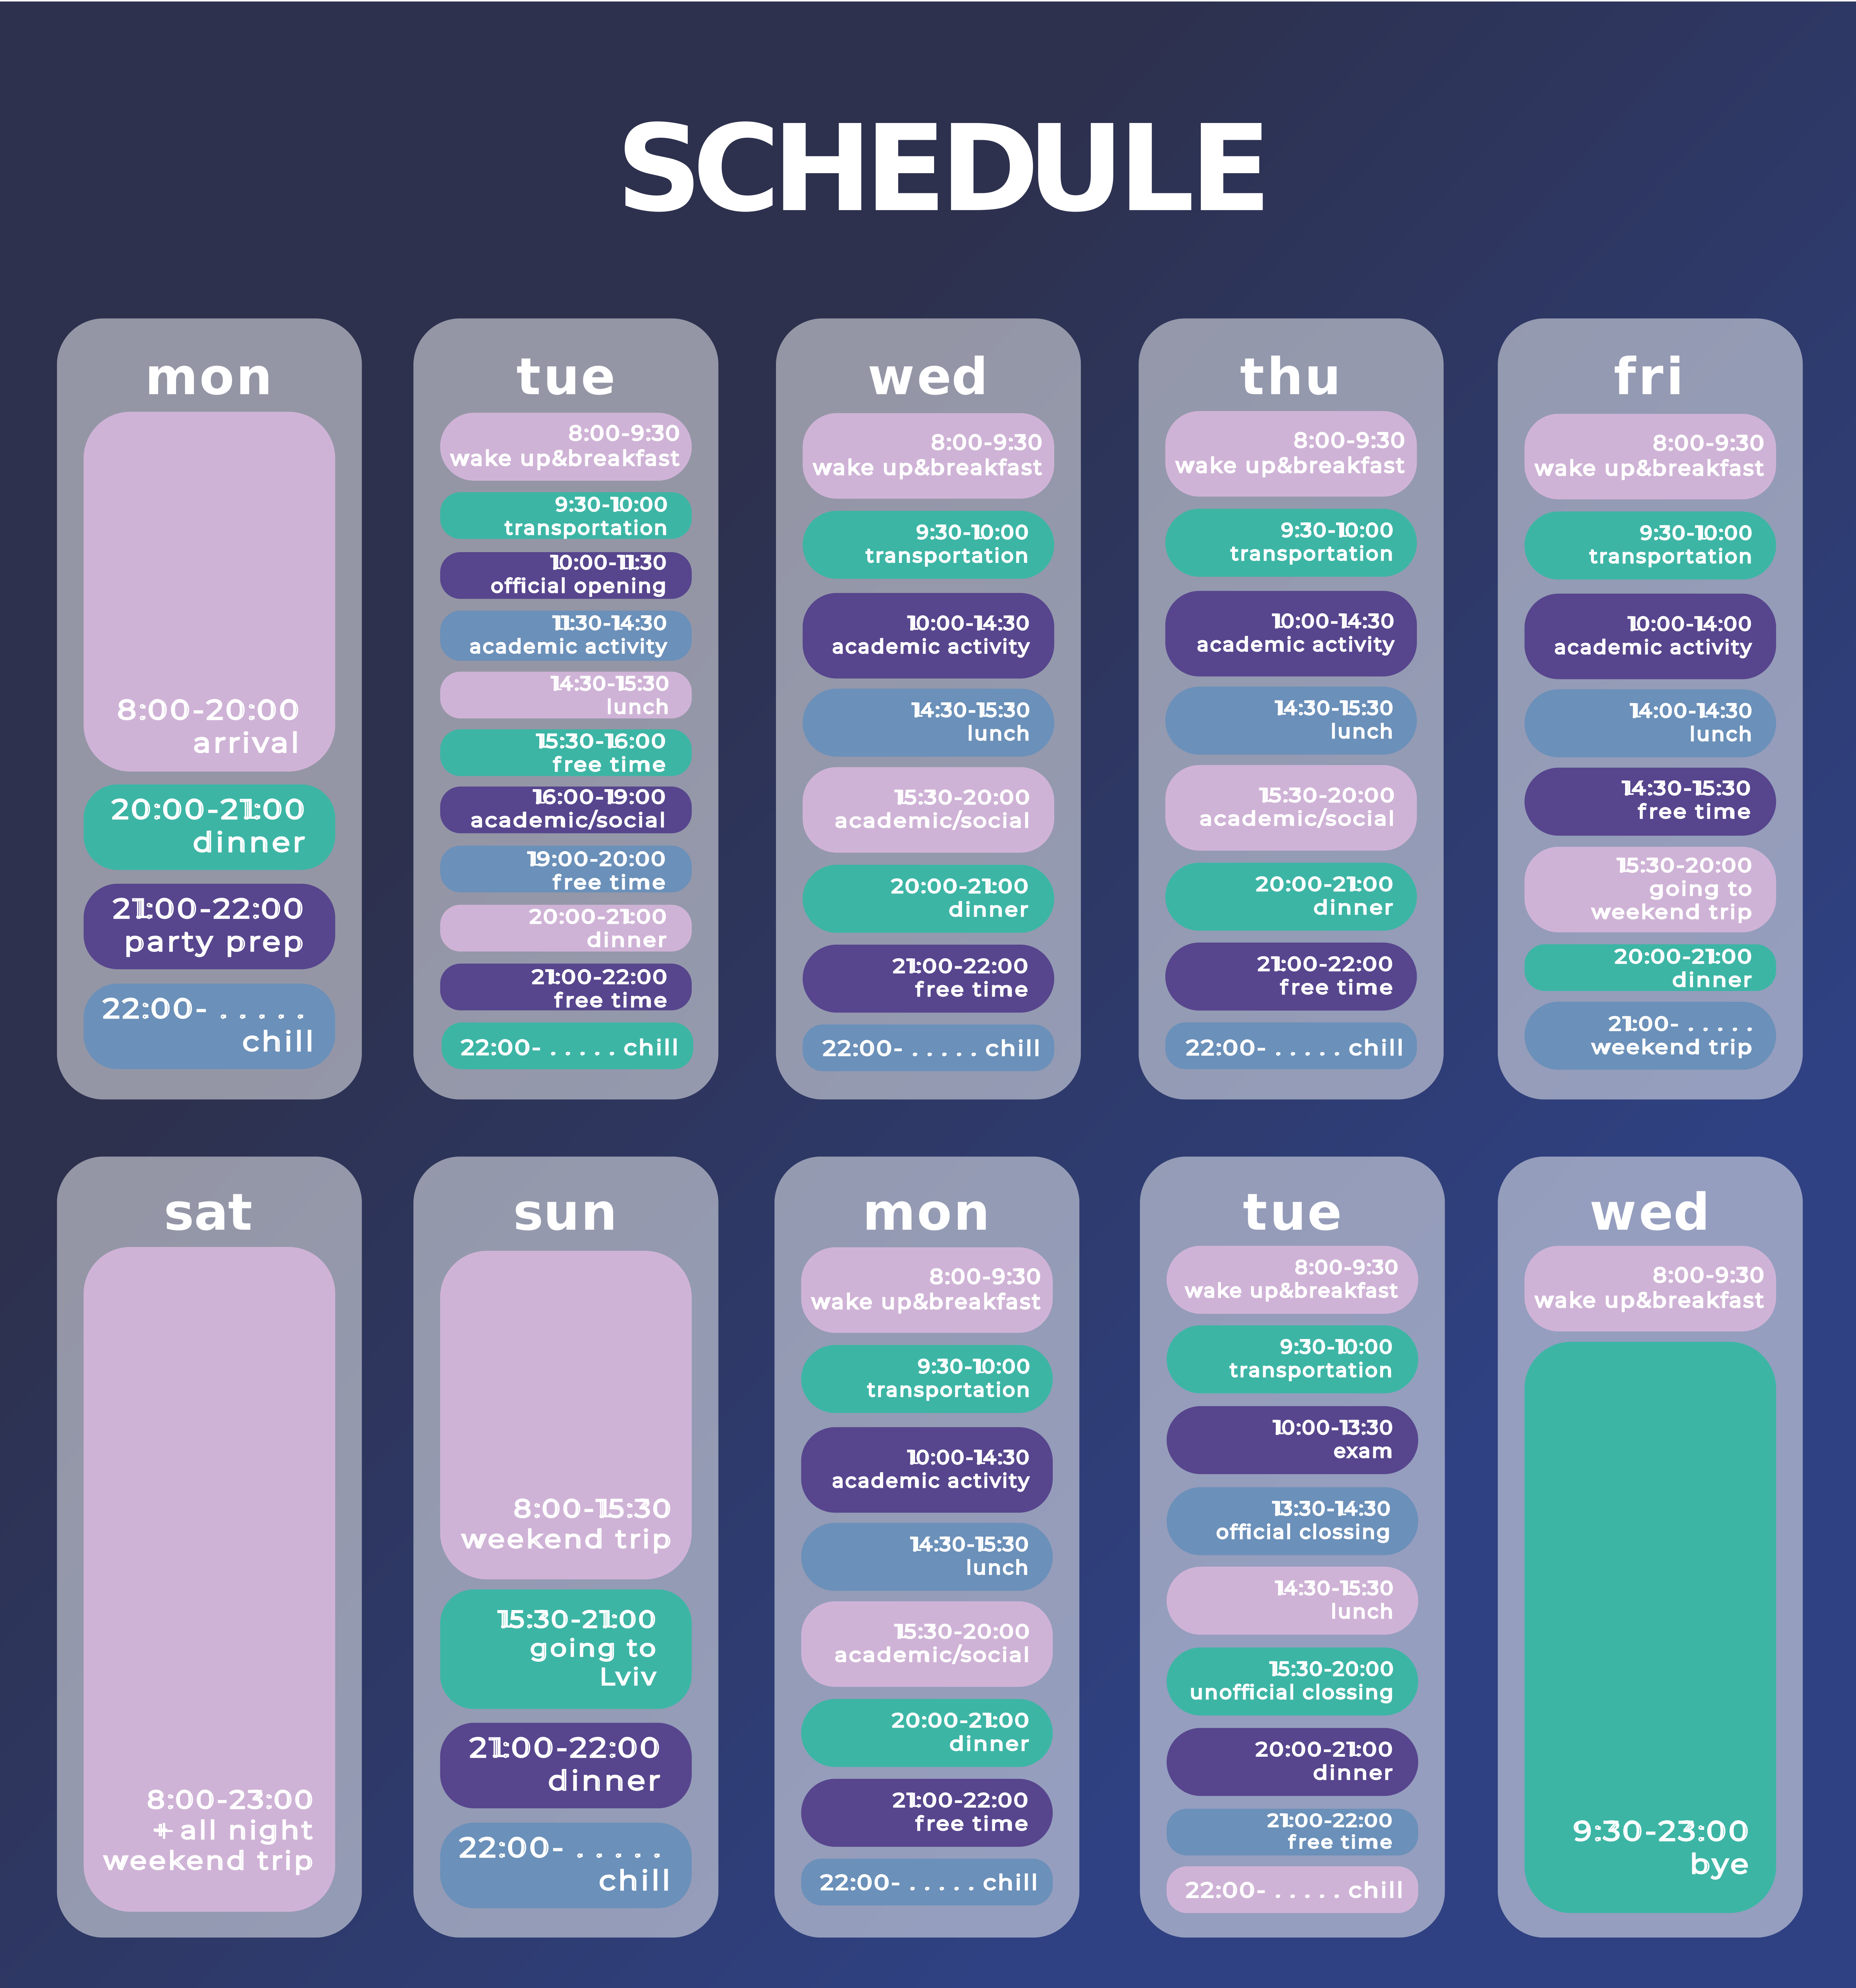 SCHEDULE
mon
8:00-20:00
arrival
20:00-21:00
dinner
21:00-22:00
party prep
22:00- . . . . .
chill
tue
8:00-9:30
wake up&breakfast
9:30-10:00
transportation
10:00-11:30
official opening
11:30-14:30
academic activity
14:30-15:30
lunch
15:30-16:00
free time
16:00-19:00
academic/social
19:00-20:00
free time
20:00-21:00
dinner
21:00-22:00
free time
22:00- . . . . . chill
wed
8:00-9:30
wake up&breakfast
9:30-10:00
transportation
10:00-14:30
academic activity
14:30-15:30
lunch
15:30-20:00
academic/social
20:00-21:00
dinner
21:00-22:00
free time
22:00- . . . . . chill
thu
8:00-9:30
wake up&breakfast
9:30-10:00
transportation
10:00-14:30
academic activity
14:30-15:30
lunch
15:30-20:00
academic/social
20:00-21:00
dinner
21:00-22:00
free time
22:00- . . . . . chill
fri
8:00-9:30
wake up&breakfast
9:30-10:00
transportation
10:00-14:00
academic activity
14:00-14:30
lunch
14:30-15:30
free time
15:30-20:00
going to
weekend trip
20:00-21:00
dinner
21:00- . . . . .
weekend trip
sat
8:00-23:00
+ all night
weekend trip
sun
8:00-15:30
weekend trip
15:30-21:00
going to
Lviv
21:00-22:00
dinner
22:00- . . . . .
chill
mon
8:00-9:30
wake up&breakfast
9:30-10:00
transportation
10:00-14:30
academic activity
14:30-15:30
lunch
15:30-20:00
academic/social
20:00-21:00
dinner
21:00-22:00
free time
22:00- . . . . . chill
tue
8:00-9:30
wake up&breakfast
9:30-10:00
transportation
10:00-13:30
exam
13:30-14:30
official clossing
14:30-15:30
lunch
15:30-20:00
unofficial clossing
20:00-21:00
dinner
21:00-22:00
free time
22:00- . . . . . chill
wed
8:00-9:30
wake up&breakfast
9:30-23:00
bye